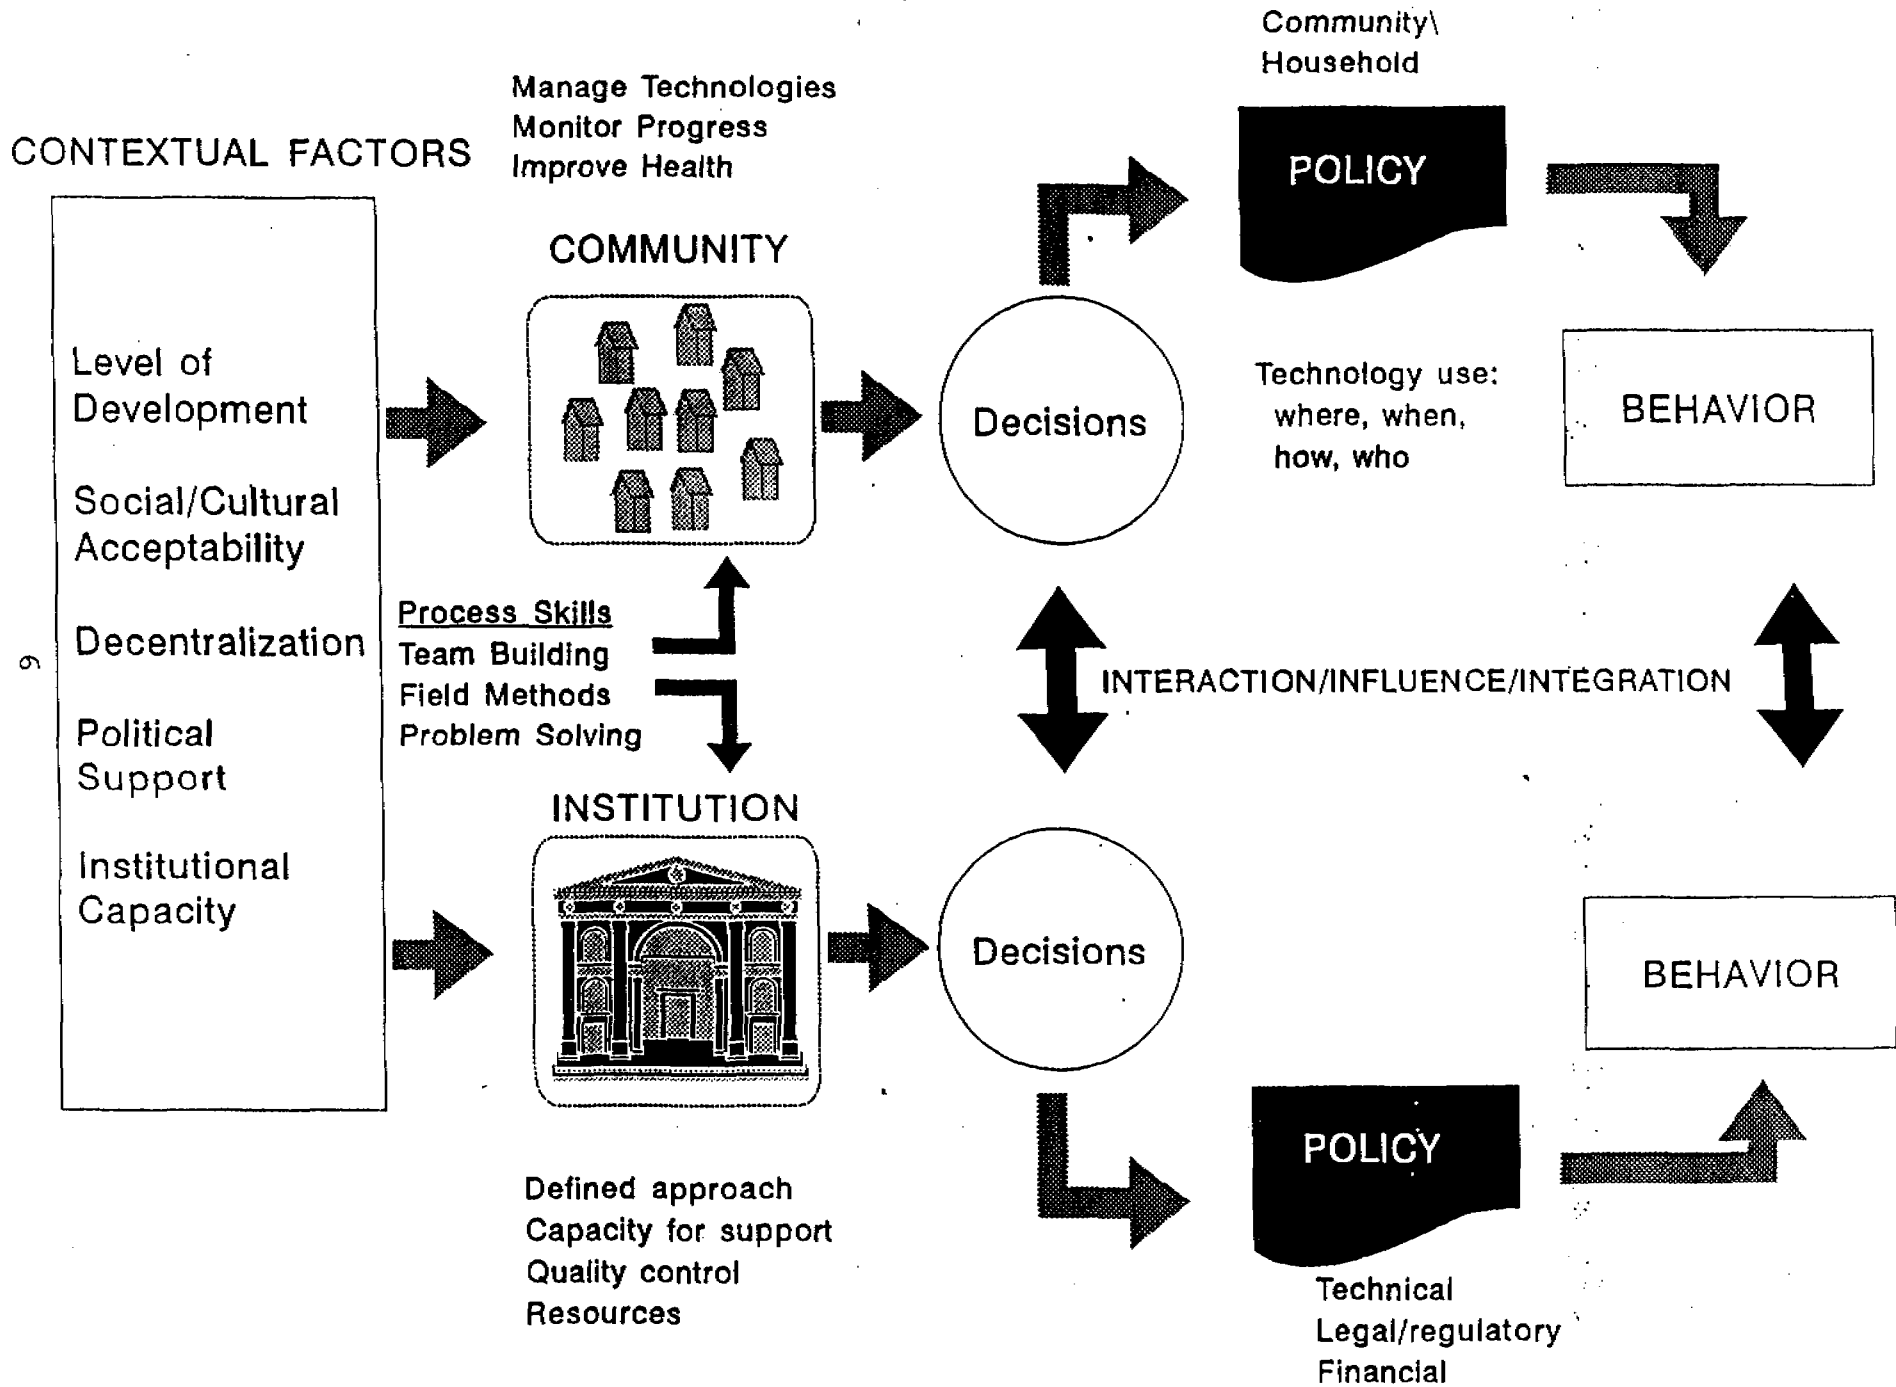 Community\
Household
Manage Technologies
Monitor Progress
Improve Health
CONTEXTUAL FACTORS
POLICY
COMMUNITY
Level of
Development
Decisions
Technology use:
where, when,
how, who
BEHAVIOR
Social/Cultural
Acceptability
Process Skills
Team Building
Field Methods
Problem Solving
Decentralization
6
INTERACTION/INFLUENCE/INTEGRATION
Political
Support
INSTITUTION
Institutional
Capacity
Decisions
BEHAVIOR
POLICY
Defined approach
Capacity for support
Quality control
Resources
Technical
Legal/regulatory
Financial